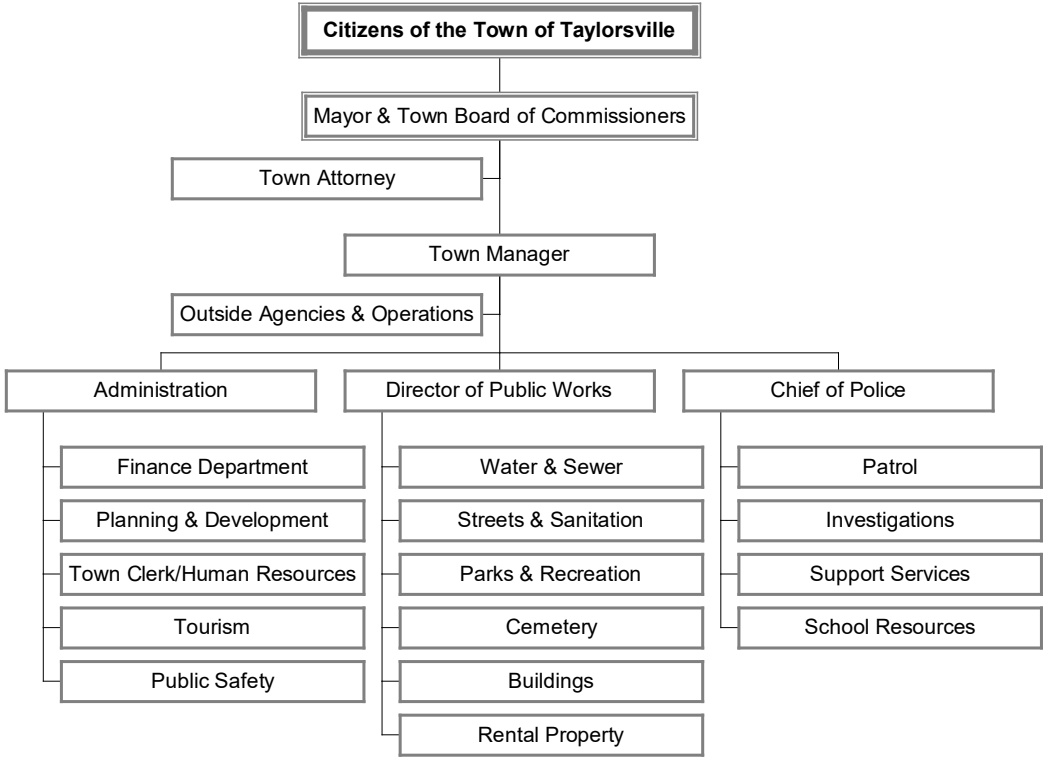 Citizens of the Town of Taylorsville
Mayor & Town Board of Commissioners
Town Attorney
Town Manager
Outside Agencies & Operations
Administration
Director of Public Works
Chief of Police
Finance Department
Water & Sewer
Patrol
Planning & Development
Streets & Sanitation
Investigations
Town Clerk/Human Resources
Parks & Recreation
Support Services
Tourism
Cemetery
School Resources
Public Safety
Buildings
Rental Property